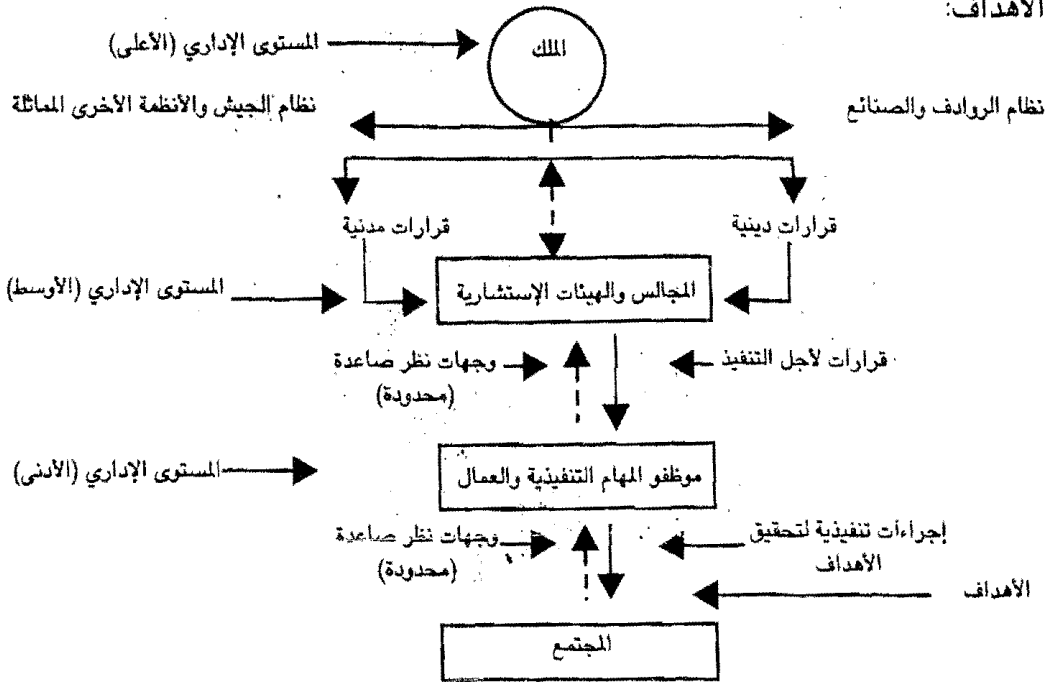 الأهداف:
الملك
المستوى الإداري (الأعلى)
نظام الروادف والصنائع
نظام الجيش والأنظمة الأخرى المماثلة
قرارات دينية
قرارات مدنية
المجالس والهيئات الإستشارية
المستوى الإداري (الأوسط)
قرارات لأجل التنفيذ
وجهات نظر صاعدة
(محدودة)
موظفو المهام التنفيذية والعمال
المستوى الإداري (الأدنى)
إجراءات تنفيذية لتحقيق
الأهداف
وجهات نظر صاعدة
(محدودة)
الأهداف
المجتمع